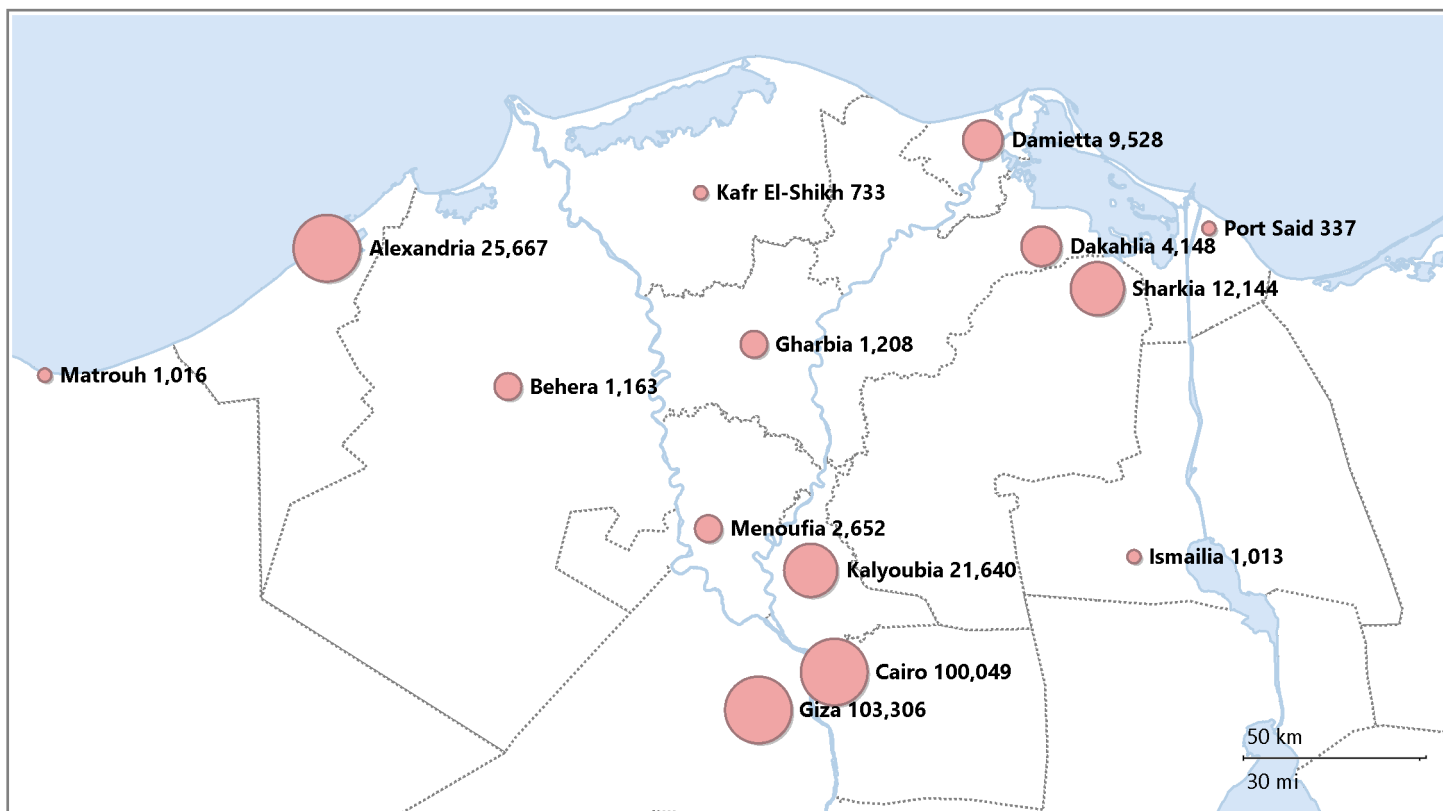 Damietta 9,528
Kafr El-Shikh 733
Port Said 337
Alexandria 25,667
Dakahlia 4,148
Sharkia 12,144
Gharbia 1,208
Matrouh 1,016
Behera 1,163
Menoufia 2,652
Ismailia 1,013
Kalyoubia 21,640
Cairo 100,049
Giza 103,306
50 km
30 mi